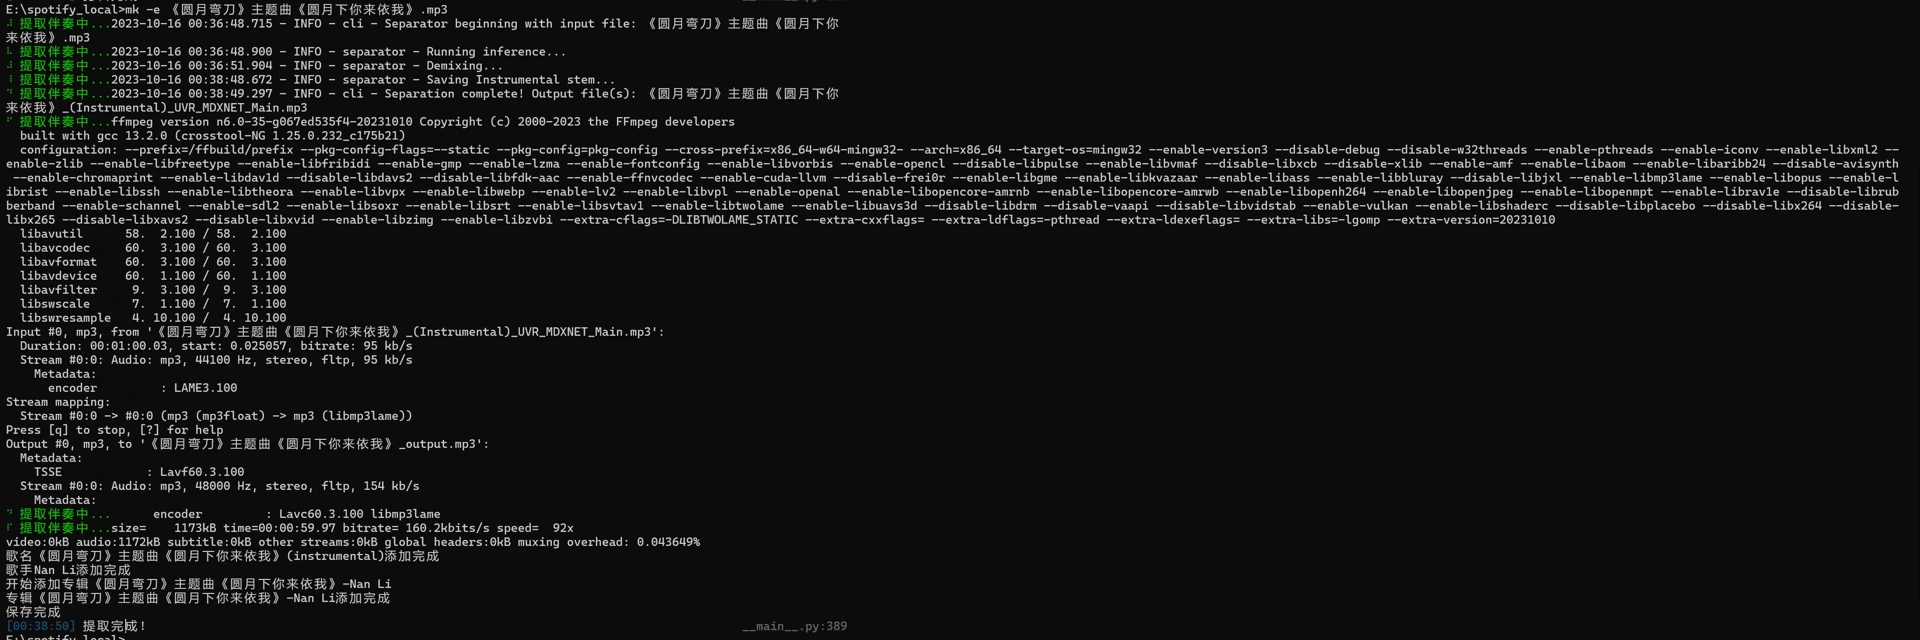 E:\spotify_local>mk -e 《圆月弯刀》主题曲《圆月下你来依我》.mp3
提取伴奏中...2023-10-16 00:36:48.715 - INFO - cli - Separator beginning with input file: 《圆月弯刀》主题曲《圆月下你
来依我》.mp3
提取伴奏中...2023-10-16 00:36:48.900 - INFO - separator - Running inference...
提取伴奏中...2023-10-16 00:36:51.904 - INFO - separator - Demixing...
提取伴奏中...2023-10-16 00:38:48.672 - INFO - separator - Saving Instrumental stem...
提取伴奏中...2023-10-16 00:38:49.297 - INFO - cli - Separation complete! Output file(s): 《圆月弯刀》主题曲《圆月下你
来依我》_(Instrumental)_UVR_MDXNET_Main.mp3
提取伴奏中...ffmpeg version n6.0-35-g067ed535f4-20231010 Copyright (c) 2000-2023 the FFmpeg developers
built with gcc 13.2.0 (crosstool-NG 1.25.0.232_c175b21)
configuration: --prefix=/ffbuild/prefix --pkg-config-flags=--static --pkg-config=pkg-config --cross-prefix=x86_64-w64-mingw32- --arch=x86_64 --target-os=mingw32 --enable-version3 --disable-debug --disable-w32threads --enable-pthreads --enable-iconv --enable-libxml2 --
enable-zlib --enable-libfreetype --enable-libfribidi --enable-gmp --enable-lzma --enable-fontconfig --enable-libvorbis --enable-opencl --disable-libpulse --enable-libvmaf --disable-libxcb --disable-xlib --enable-amf --enable-libaom --enable-libaribb24 --disable-avisynth
--enable-chromaprint --enable-libdav1d --disable-libdavs2 --disable-libfdk-aac --enable-ffnvcodec --enable-cuda-llvm --disable-frei0r --enable-libgme --enable-libkvazaar --enable-libass --enable-libbluray --disable-libjxl --enable-libmp3lame --enable-libopus --enable-l
ibrist --enable-libssh --enable-libtheora --enable-libvpx --enable-libwebp --enable-lv2 --enable-libvpl --enable-openal --enable-libopencore-amrnb --enable-libopencore-amrwb --enable-libopenh264 --enable-libopenjpeg --enable-libopenmpt --enable-librav1e --disable-librub
berband --enable-schannel --enable-sdl2 --enable-libsoxr --enable-libsrt --enable-libsvtav1 --enable-libtwolame --enable-libuavs3d --disable-libdrm --disable-vaapi --disable-libvidstab --enable-vulkan --enable-libshaderc --disable-libplacebo --disable-libx264 --disable-
libx265 --disable-libxavs2 --disable-libxvid --enable-libzimg --enable-libzvbi --extra-cflags=-DLIBTWOLAME_STATIC --extra-cxxflags= --extra-ldflags=-pthread --extra-ldexeflags= --extra-libs=-lgomp --extra-version=20231010
libavutil      58.  2.100 / 58.  2.100
libavcodec     60.  3.100 / 60.  3.100
libavformat    60.  3.100 / 60.  3.100
libavdevice    60.  1.100 / 60.  1.100
libavfilter     9.  3.100 /  9.  3.100
libswscale      7.  1.100 /  7.  1.100
libswresample   4. 10.100 /  4. 10.100
Input #0, mp3, from '《圆月弯刀》主题曲《圆月下你来依我》_(Instrumental)_UVR_MDXNET_Main.mp3':
Duration: 00:01:00.03, start: 0.025057, bitrate: 95 kb/s
Stream #0:0: Audio: mp3, 44100 Hz, stereo, fltp, 95 kb/s
Metadata:
encoder         : LAME3.100
Stream mapping:
Stream #0:0 -> #0:0 (mp3 (mp3float) -> mp3 (libmp3lame))
Press [q] to stop, [?] for help
Output #0, mp3, to '《圆月弯刀》主题曲《圆月下你来依我》_output.mp3':
Metadata:
TSSE            : Lavf60.3.100
Stream #0:0: Audio: mp3, 48000 Hz, stereo, fltp, 154 kb/s
Metadata:
提取伴奏中...      encoder         : Lavc60.3.100 libmp3lame
提取伴奏中...size=    1173kB time=00:00:59.97 bitrate= 160.2kbits/s speed=  92x
video:0kB audio:1172kB subtitle:0kB other streams:0kB global headers:0kB muxing overhead: 0.043649%
歌名《圆月弯刀》主题曲《圆月下你来依我》(instrumental)添加完成
歌手Nan Li添加完成
开始添加专辑《圆月弯刀》主题曲《圆月下你来依我》-Nan Li
专辑《圆月弯刀》主题曲《圆月下你来依我》-Nan Li添加完成
保存完成
[00:38:50] 提取完成! __main__.py:389
E:\spotify_local>